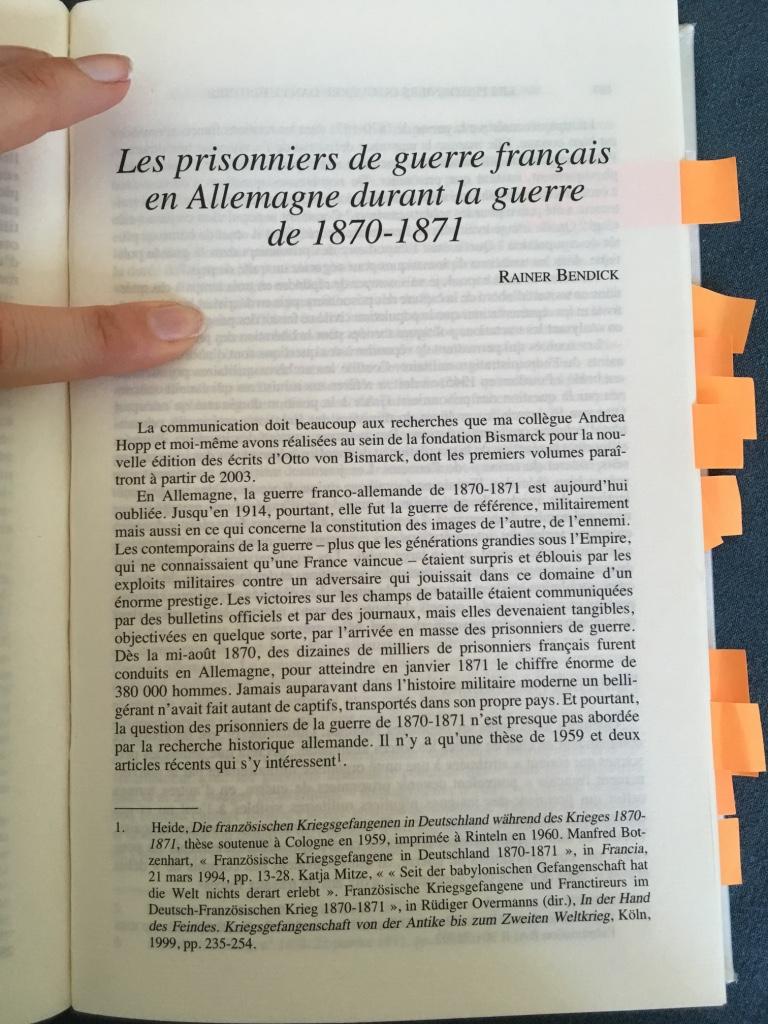 Les prisonniers de guerre français
en Allemagne durant la guerre
de 1870-1871
RAINER BENDICK
La communication doit beaucoup aux recherches que ma collègue Andrea
Hopp et moi-même avons réalisées au sein de la fondation Bismarck pour la nou-
velle édition des écrits d'Otto von Bismarck, dont les premiers volumes paraî-
tront à partir de 2003.
En Allemagne, la guerre franco-allemande de 1870-1871 est aujourd'hui
oubliée. Jusqu'en 1914, pourtant, elle fut la guerre de référence, militairement
mais aussi en ce qui concerne la constitution des images de l'autre, de l'ennemi.
Les contemporains de la guerre – plus que les générations grandies sous l'Empire,
qui ne connaissaient qu'une France vaincue – étaient surpris et éblouis par les
exploits militaires contre un adversaire qui jouissait dans ce domaine d'un
énorme prestige. Les victoires sur les champs de bataille étaient communiquées
par des bulletins officiels et par des journaux, mais elles devenaient tangibles,
objectivées en quelque sorte, par l'arrivée en masse des prisonniers de guerre.
Dès la mi-août 1870, des dizaines de milliers de prisonniers français furent
conduits en Allemagne, pour atteindre en janvier 1871 le chiffre énorme de
380 000 hommes. Jamais auparavant dans l'histoire militaire moderne un belli-
gérant n'avait fait autant de captifs, transportés dans son propre pays. Et pourtant,
la question des prisonniers de la guerre de 1870-1871 n'est presque pas abordée
par la recherche historique allemande. Il n'y a qu'une thèse de 1959 et deux
articles récents qui s'y intéressent¹.
1. Heide, Die französischen Kriegsgefangenen in Deutschland während des Krieges 1870-
1871, thèse soutenue à Cologne en 1959, imprimée à Rinteln en 1960. Manfred Bot-
zenhart, « Französische Kriegsgefangene in Deutschland 1870-1871 », in Francia,
21 mars 1994, pp. 13-28. Katja Mitze, « « Seit der babylonischen Gefangenschaft hat
die Welt nichts derart erlebt ». Französische Kriegsgefangene und Franctireurs im
Deutsch-Französischen Krieg 1870-1871 », in Rüdiger Overmanns (dir.), In der Hand
des Feindes. Kriegsgefangenschaft von der Antike bis zum Zweiten Weltkrieg, Köln,
1999, pp. 235-254.